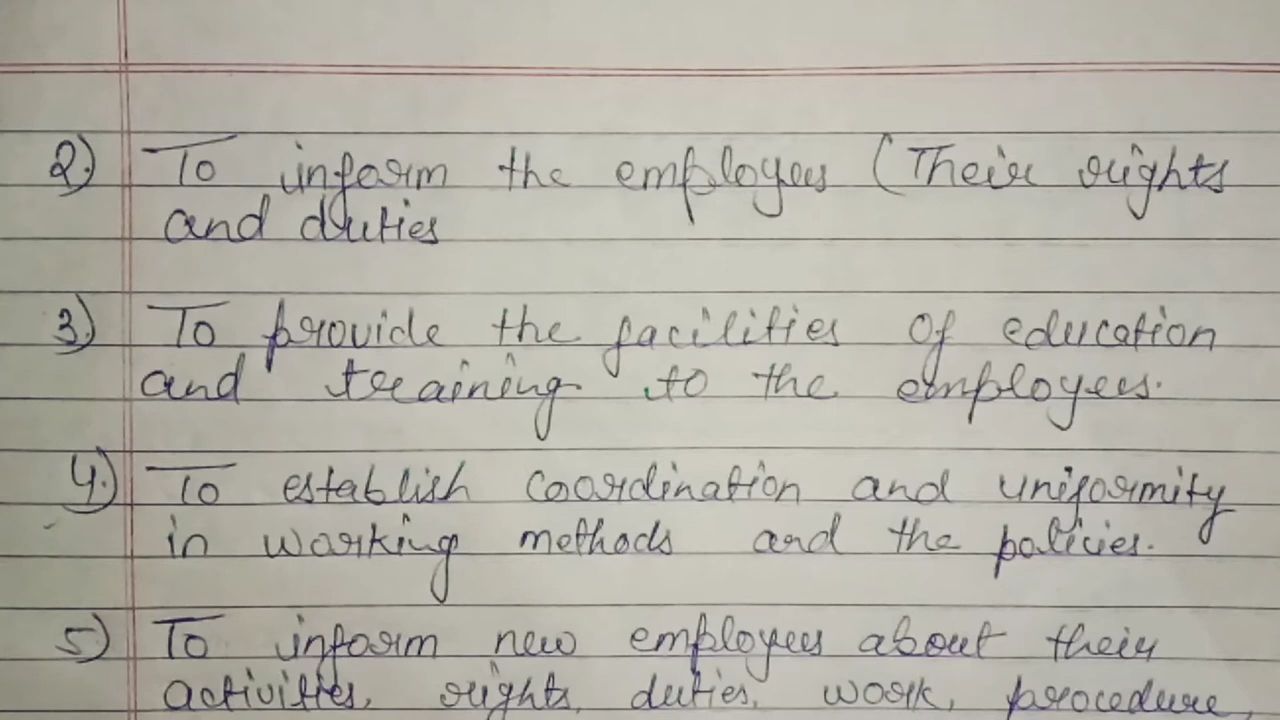 2) To inform the employees (Their rights
and duties
3.) To provide the facilities of education
and training to the employees.
4.) To establish coordination and uniformity
in working methods and the policies.
5) To inform new employees about their
activities, rights, duties, work, procedure,